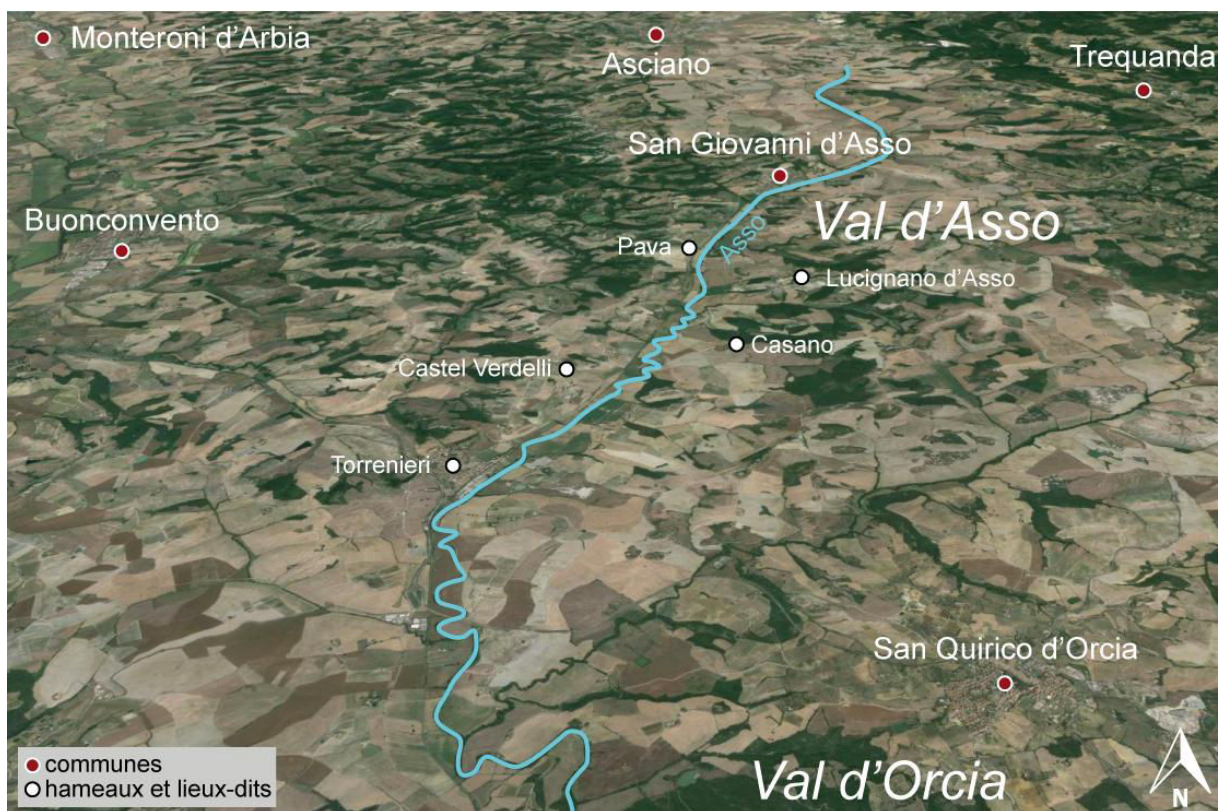 Monteroni d'Arbia
Asciano
Trequanda
San Giovanni d'Asso
Buonconvento
Val d'Asso
Pava
Asso
Lucignano d'Asso
Casano
Castel Verdelli
Torrenieri
San Quirico d'Orcia
communes
hameaux et lieux-dits
Val d'Orcia
N